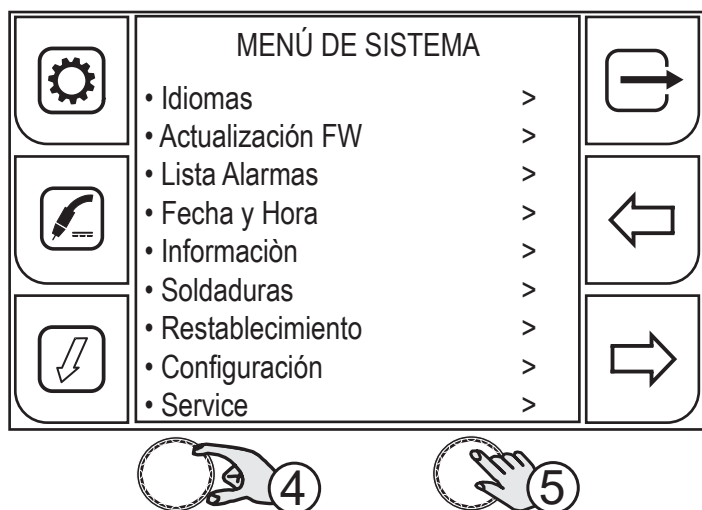 MENÚ DE SISTEMA
• Idiomas >
• Actualización FW >
• Lista Alarmas >
• Fecha y Hora >
• Informaciòn >
• Soldaduras >
• Restablecimiento >
• Configuración >
• Service >
4 5